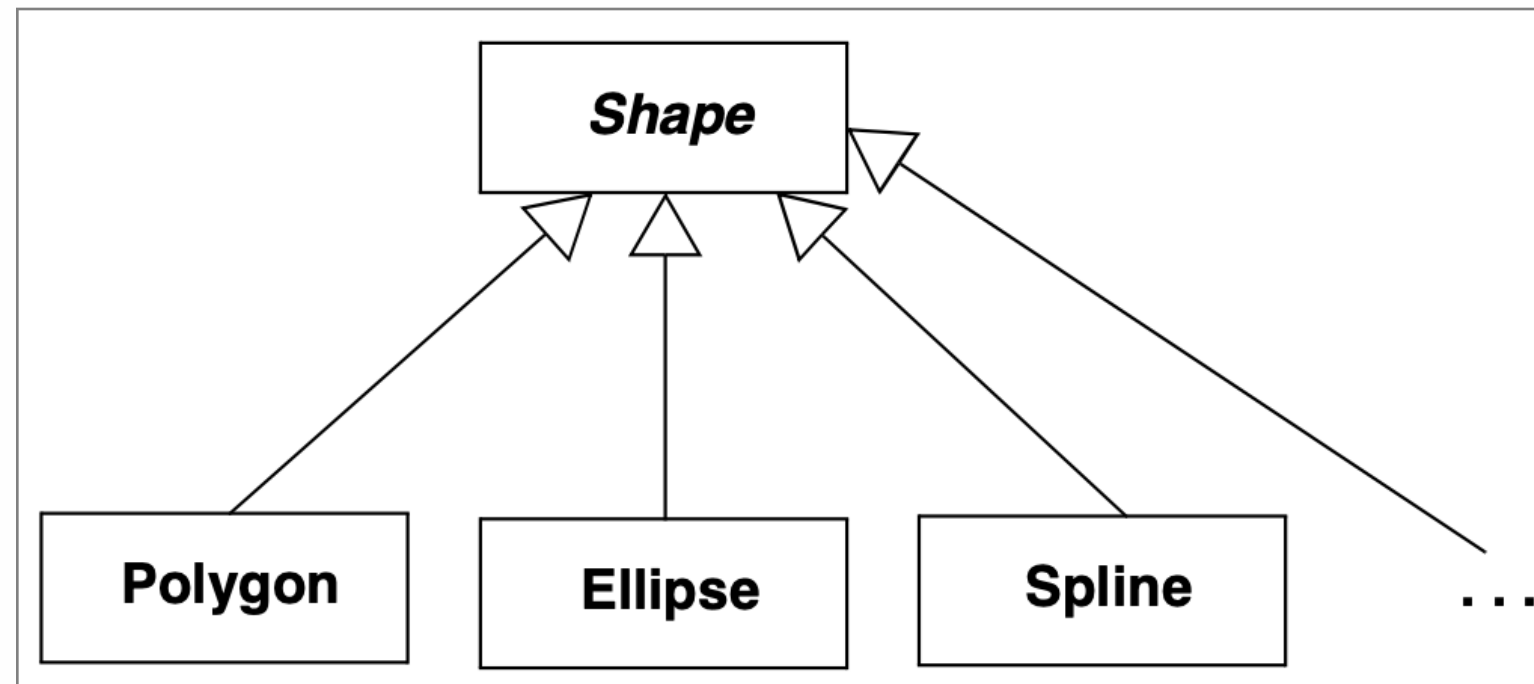 Shape
Polygon
Ellipse
Spline
. . .